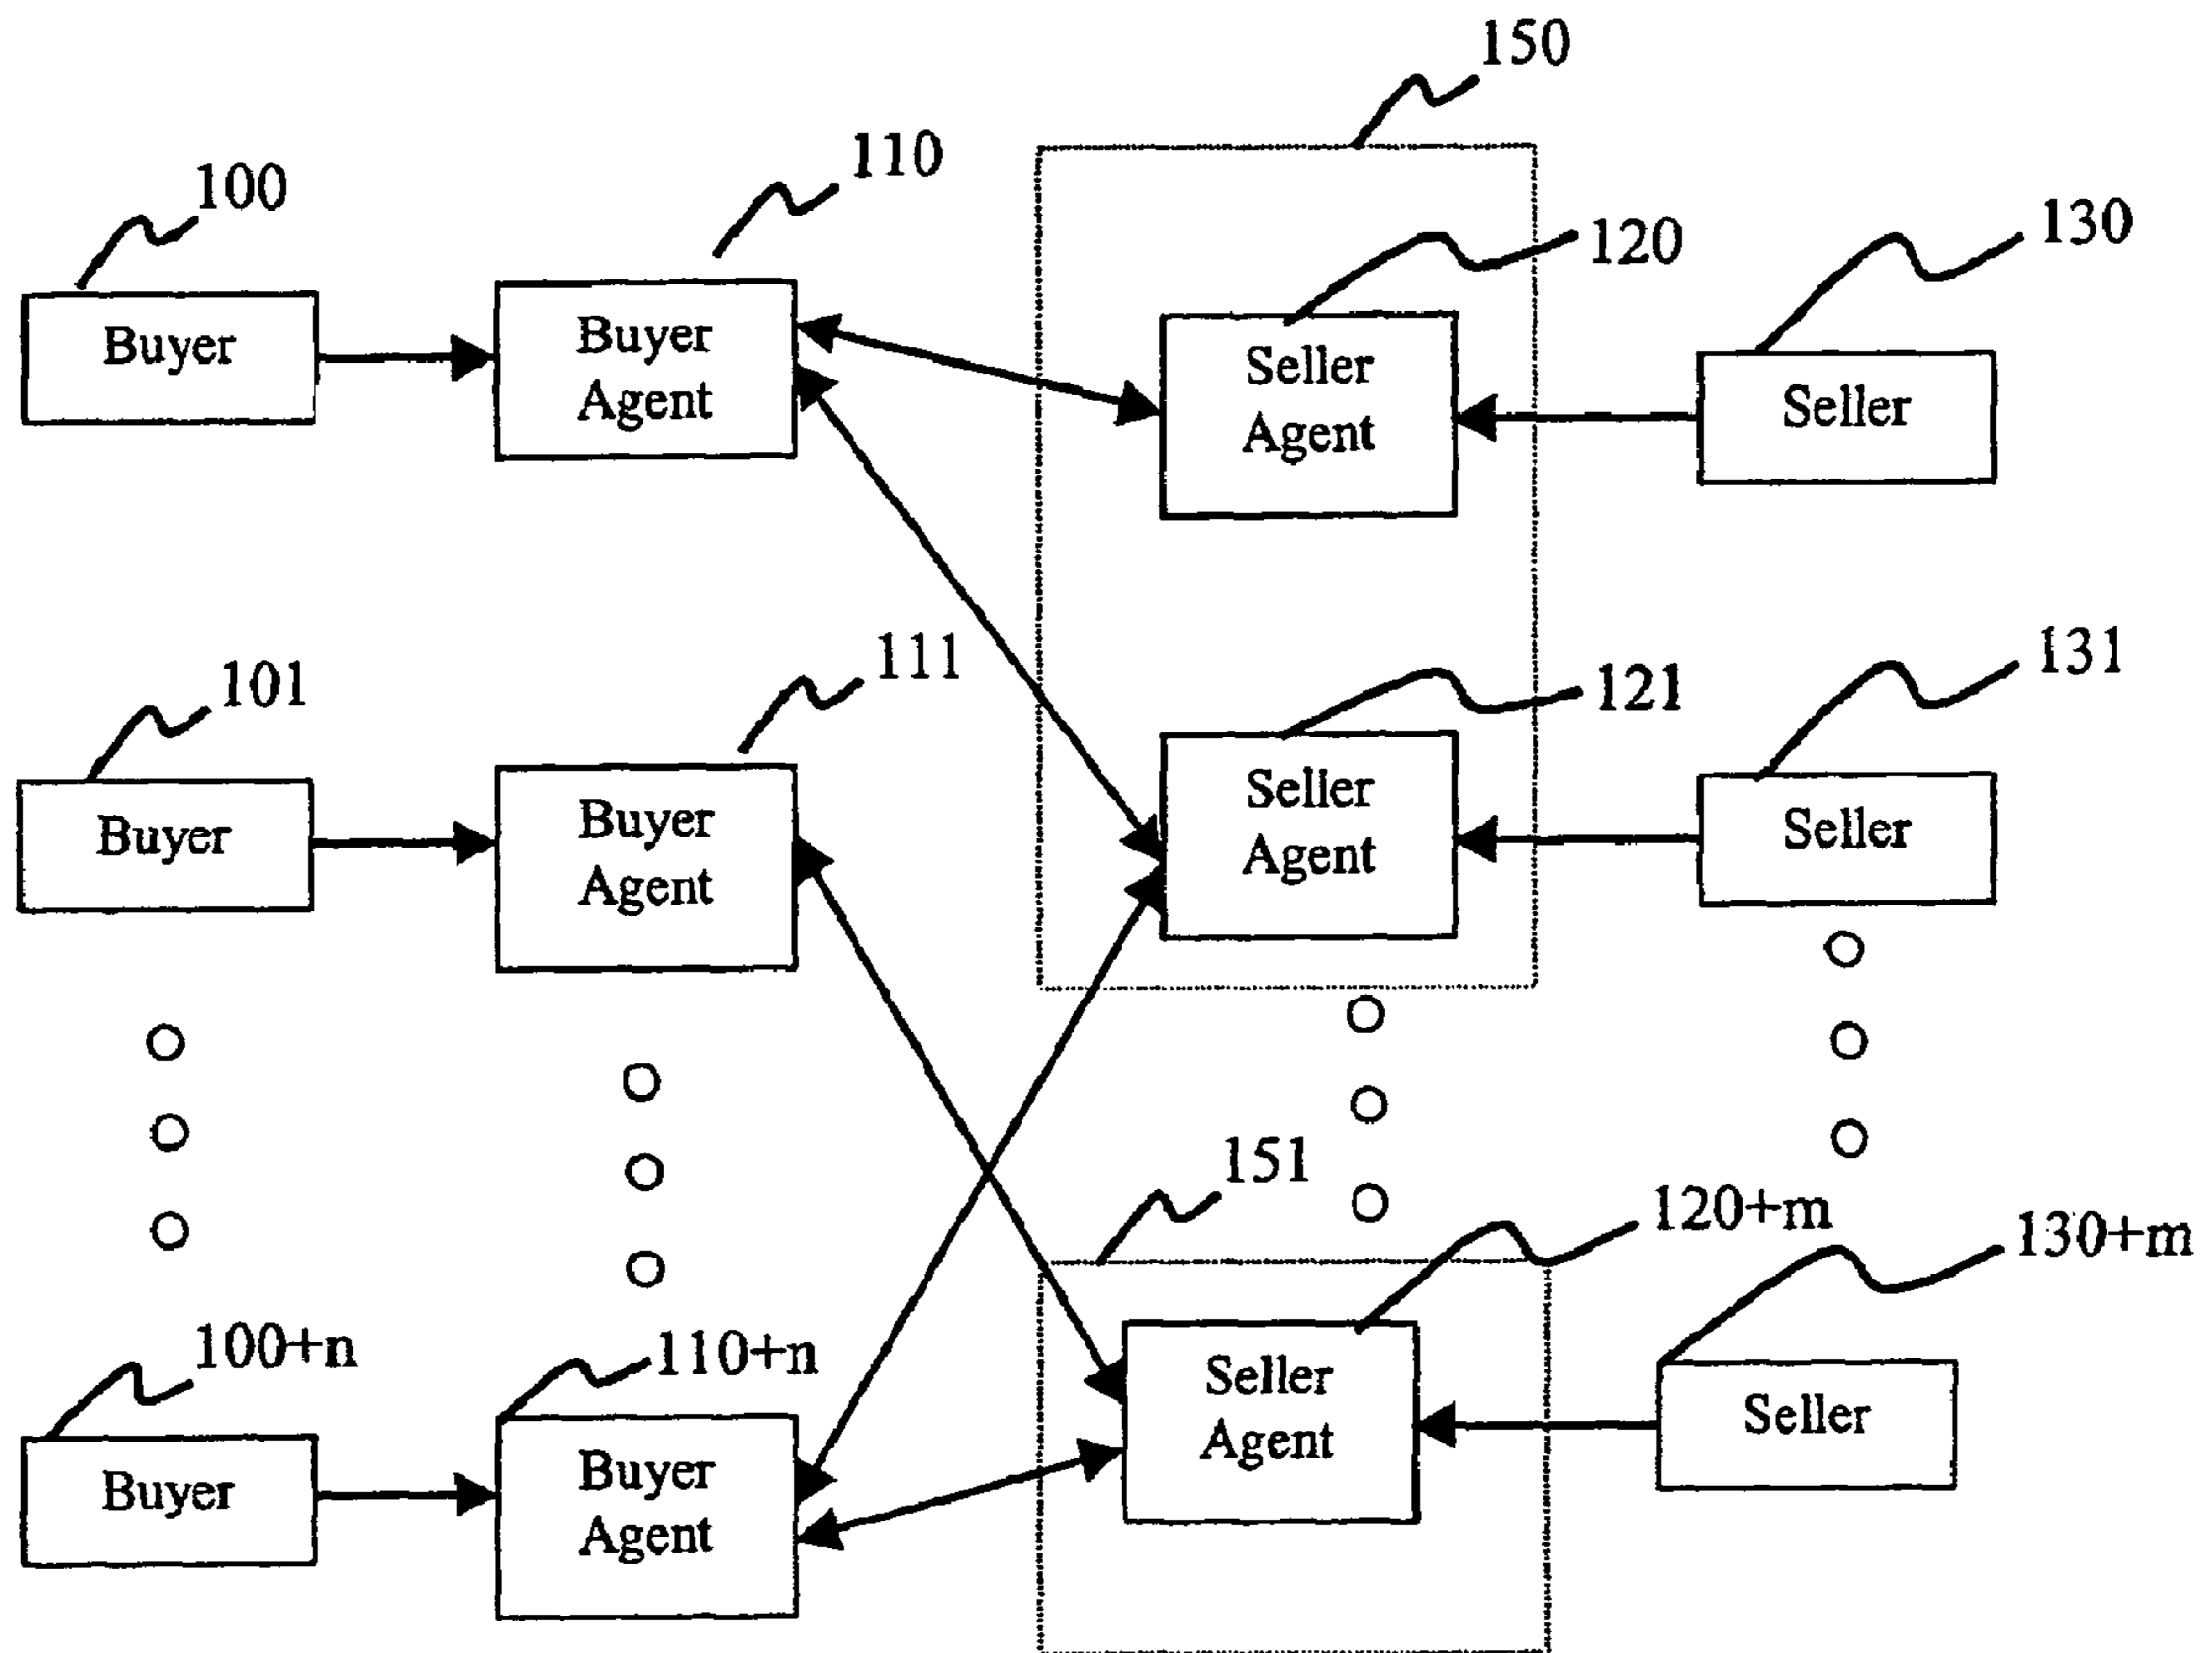 150
110
100
120
130
Buyer
Buyer
Agent
Seller
Agent
Seller
111
101
121
131
Buyer
Buyer
Agent
Seller
Agent
Seller
151
120+m
130+m
100+n
110+n
Buyer
Buyer
Agent
Seller
Agent
Seller